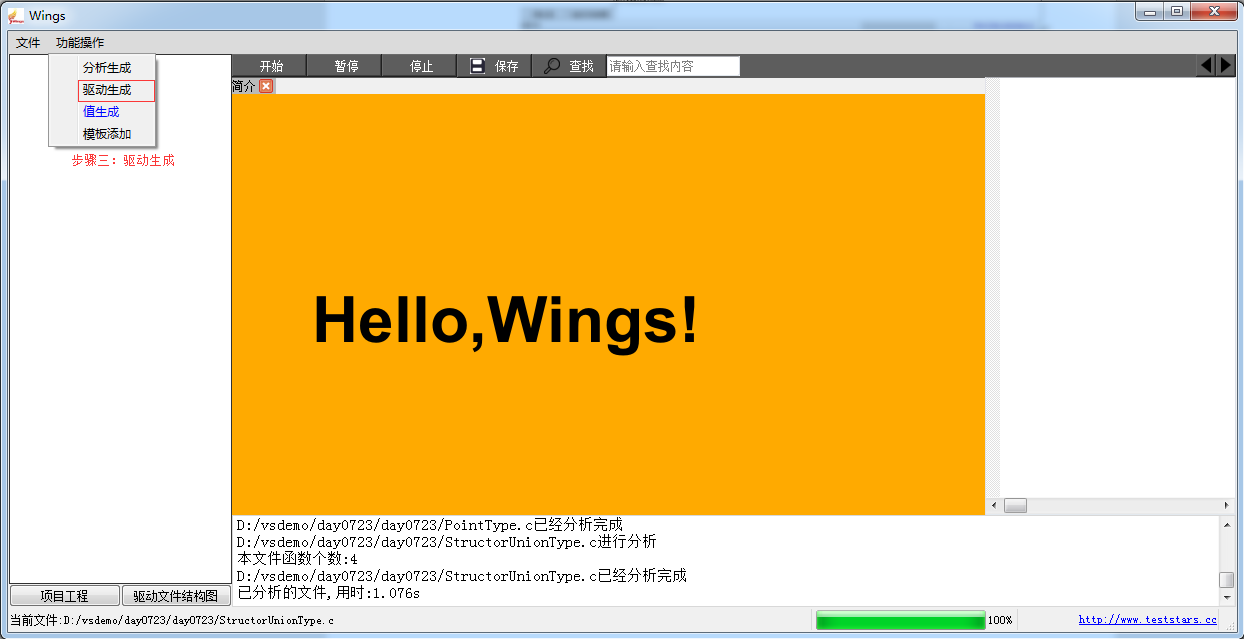 Wings
文件 功能操作
分析生成
驱动生成
值生成
模板添加
步骤三：驱动生成
开始 暂停 停止 保存 查找 请输入查找内容
简介
Hello,Wings!
D:/vsdemo/day0723/day0723/PointType.c已经分析完成
D:/vsdemo/day0723/day0723/StructorUnionType.c进行分析
本文件函数个数:4
D:/vsdemo/day0723/day0723/StructorUnionType.c已经分析完成
已分析的文件,用时:1.076s
项目工程 驱动文件结构图
当前文件:D:/vsdemo/day0723/day0723/StructorUnionType.c 100% http://www.teststars.cc